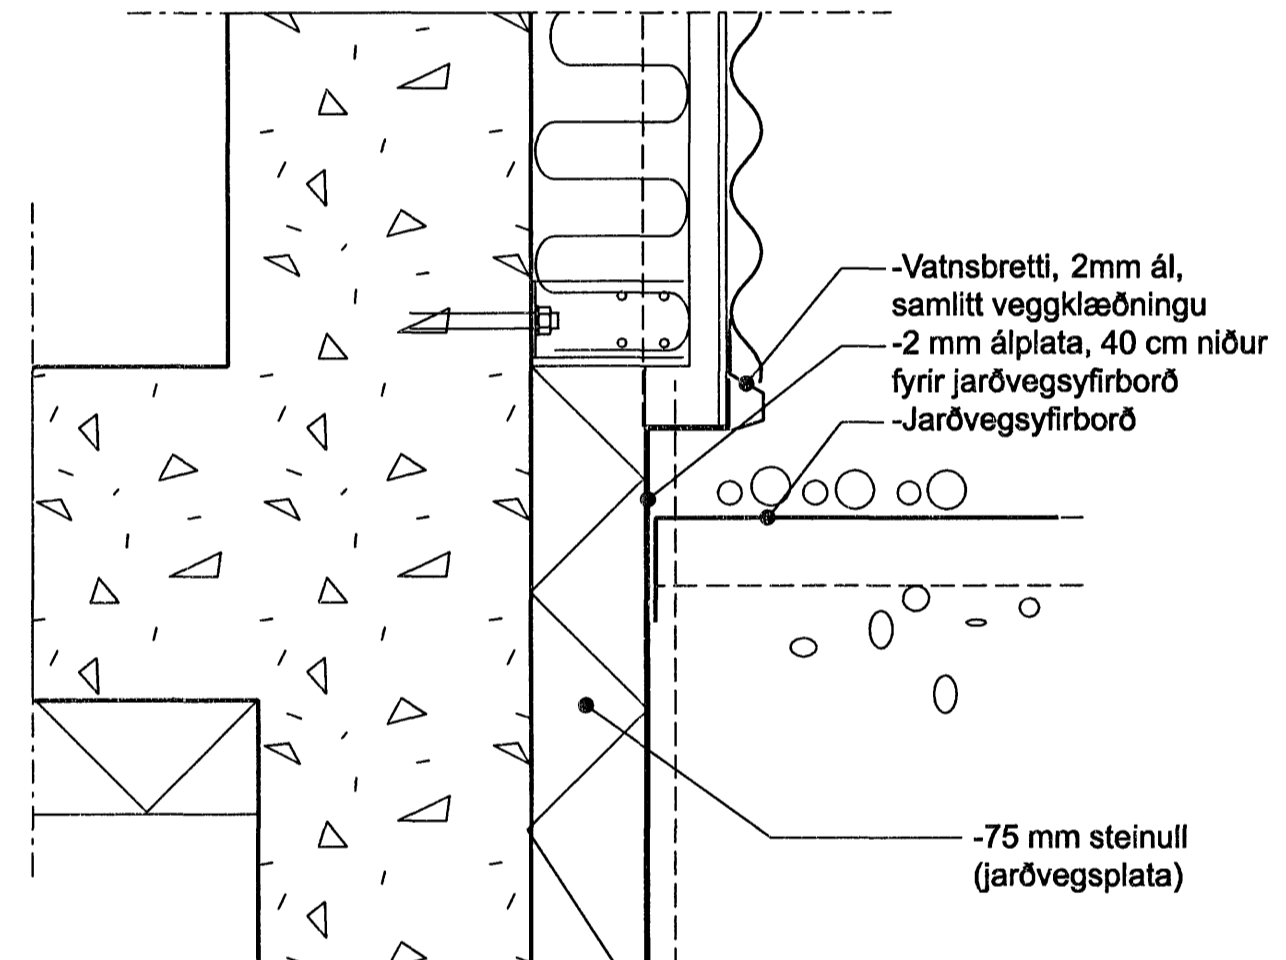 -Vatnsbretti, 2mm ál,
samlitt veggklæðningu
-2 mm álplata, 40 cm niður
fyrir jarðvegsyfirborð
-Jarðvegsyfirborð
-75 mm steinull
(jarðvegsplata)